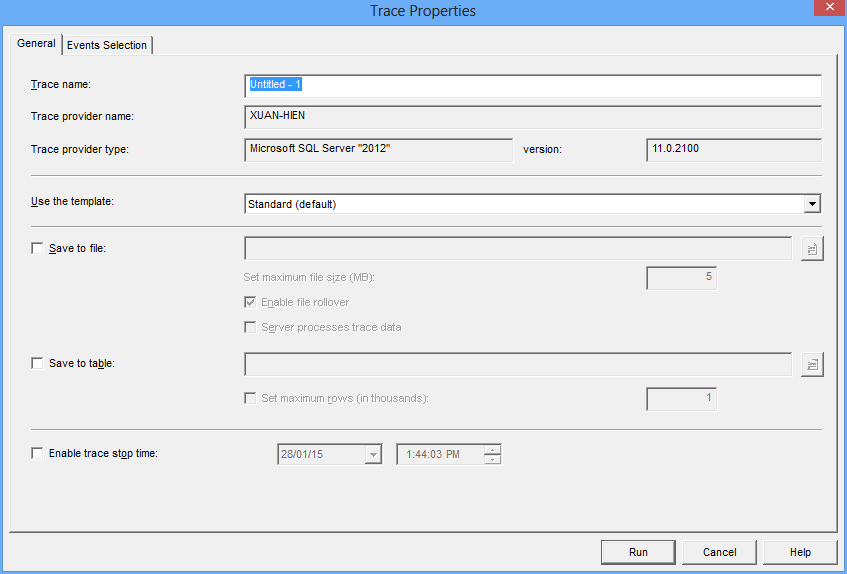 Trace Properties
General Events Selection
Trace name: Untitled - 1
Trace provider name: XUAN-HIEN
Trace provider type: Microsoft SQL Server "2012" version: 11.0.2100
Use the template: Standard (default)
Save to file:
Set maximum file size (MB): 5
Enable file rollover
Server processes trace data
Save to table:
Set maximum rows (in thousands): 1
Enable trace stop time: 28/01/15 1:44:03 PM
Run Cancel Help